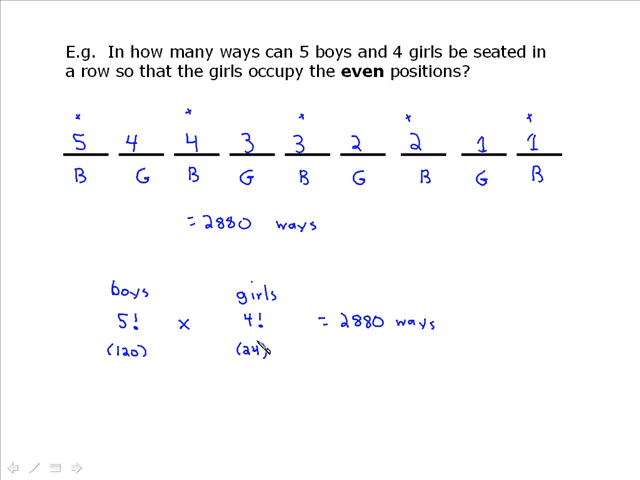 E.g. In how many ways can 5 boys and 4 girls be seated in
a row so that the girls occupy the even positions?
5 4 4 3 3 2 2 1 1
B G B G B G B G B
= 2880 ways
boys girls
5! x 4! = 2880 ways
(120) (24)